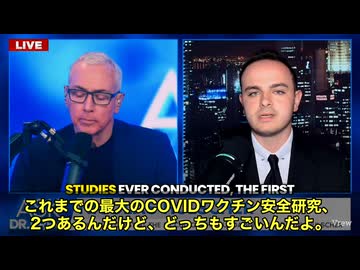 LIVE
STUDIES EVER CONDUCTED, THE FIRST
これまでの最大のCOVIDワクチン安全研究、
2つあるんだけど、どっちもすごいんだよ。
DR.
Vrew